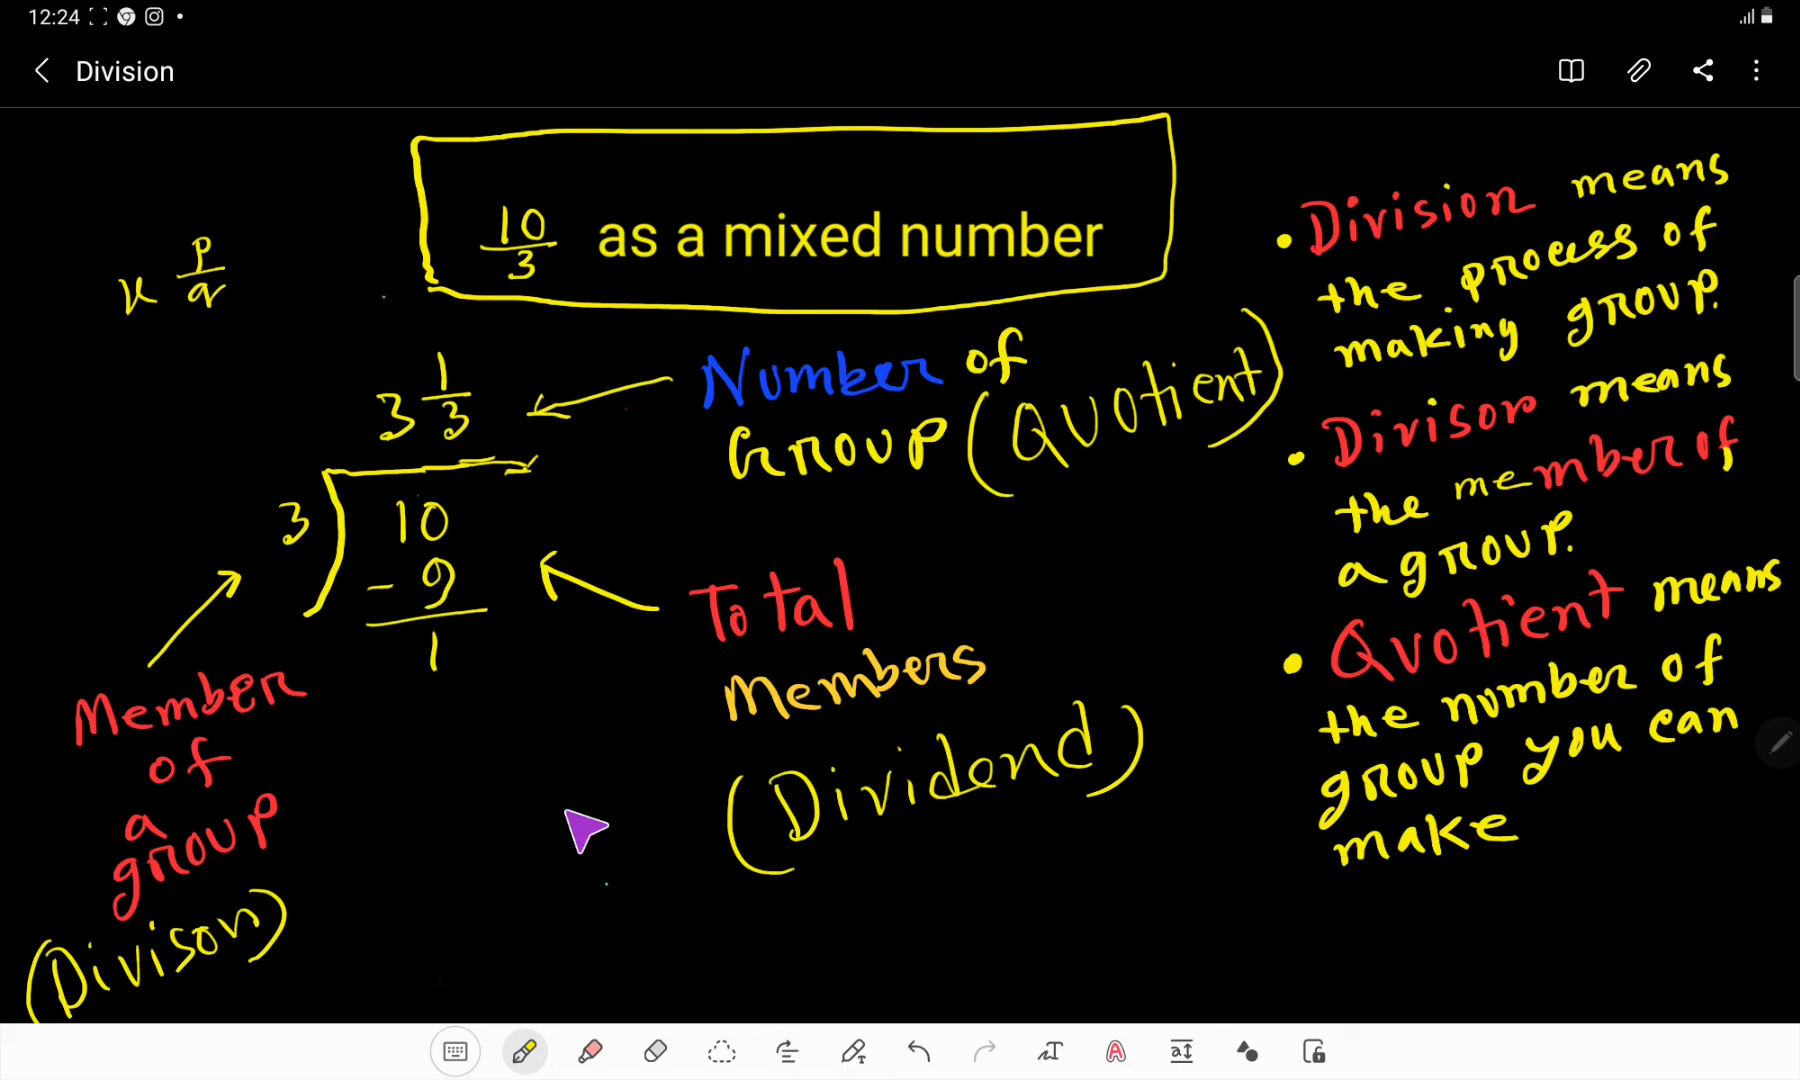 12:24
Division
10/3 as a mixed number
x p/q
3 1/3
Number of
Group (Quotient)
3
10
- 9
1
Total
Members
(Dividend)
Member
of
a
group
(Divisor)
• Division means
the process of
making group.
• Divisor means
the member of
a group.
• Quotient means
the number of
group you can
make